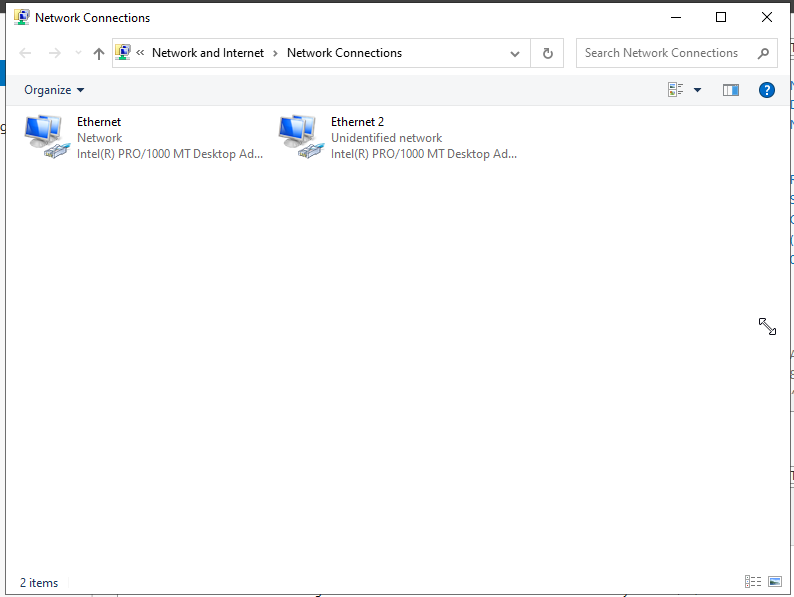 Network Connections
« Network and Internet › Network Connections
Search Network Connections
Organize
Ethernet
Network
Intel(R) PRO/1000 MT Desktop Ad...
Ethernet 2
Unidentified network
Intel(R) PRO/1000 MT Desktop Ad...
2 items